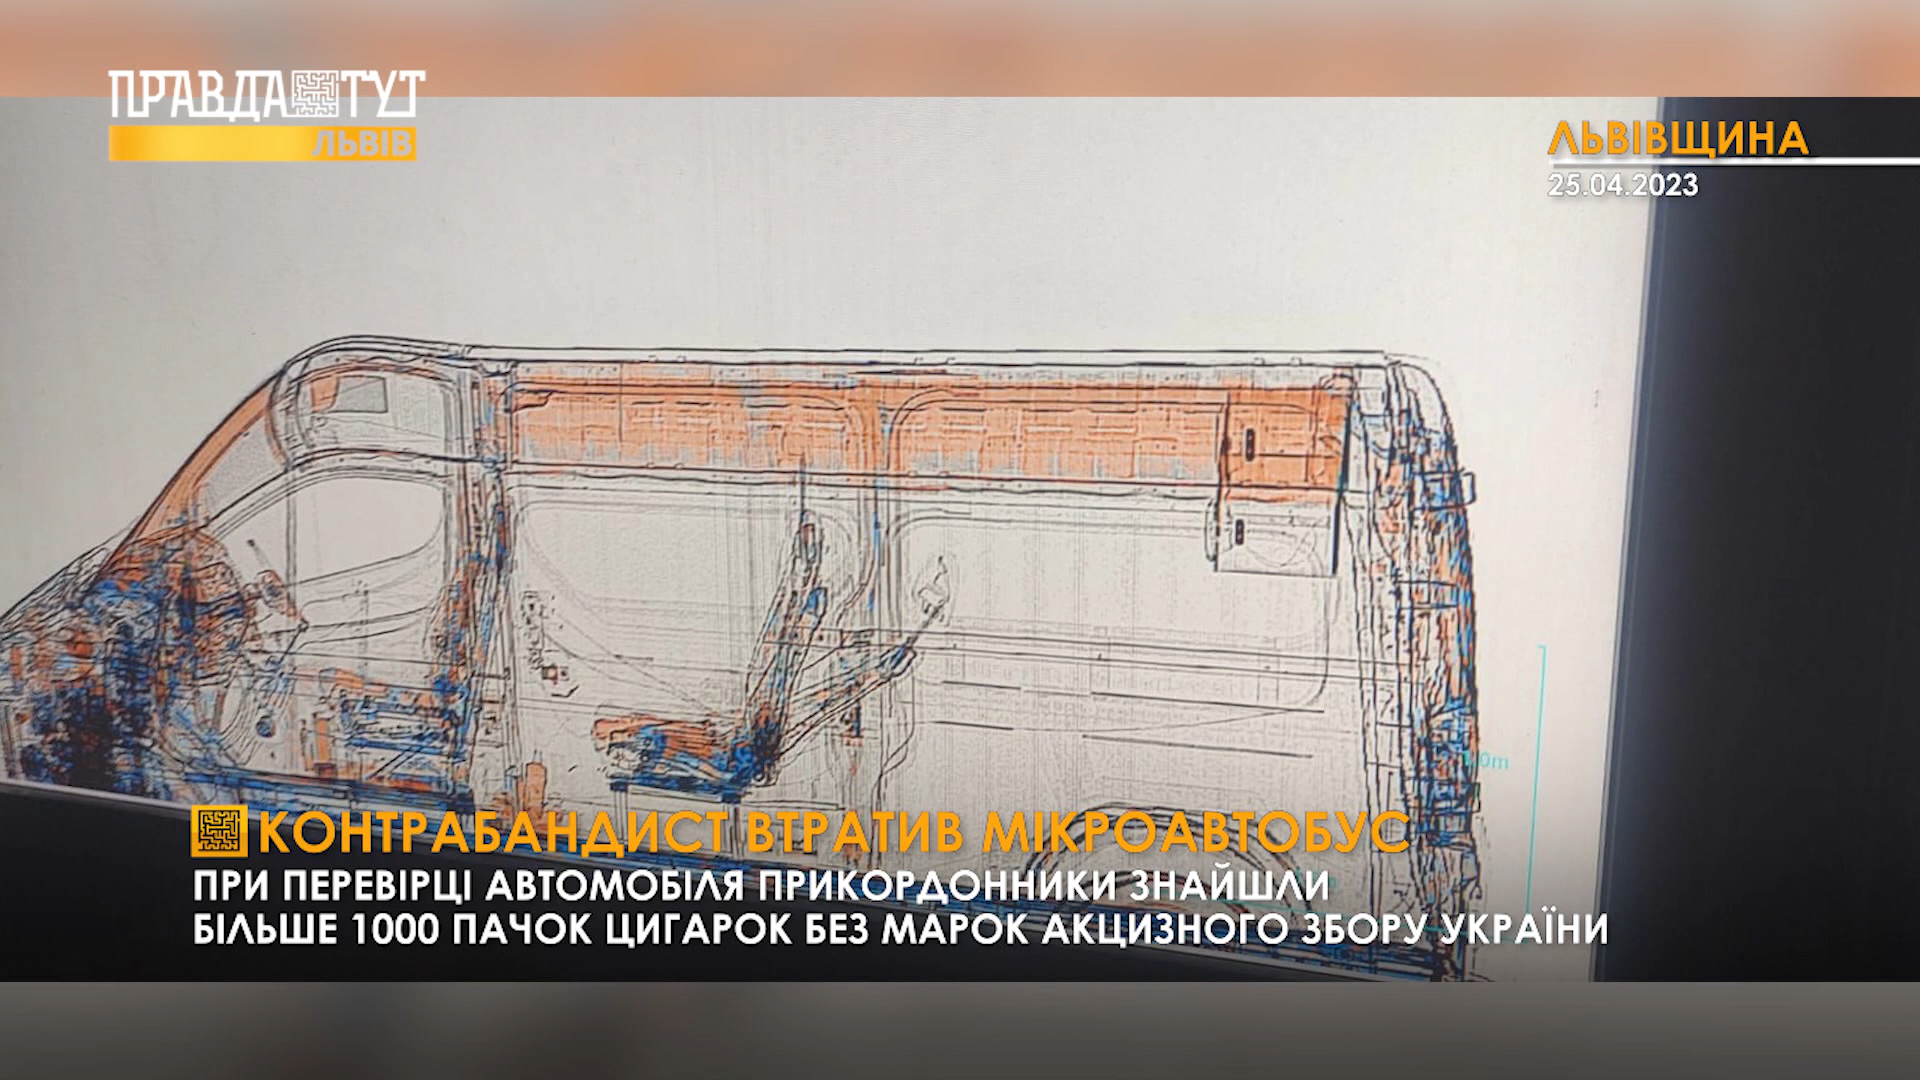 ПРАВДА ТУТ
ЛЬВІВ
ЛЬВІВЩИНА
25.04.2023
КОНТРАБАНДИСТ ВТРАТИВ МІКРОАВТОБУС
ПРИ ПЕРЕВІРЦІ АВТОМОБІЛЯ ПРИКОРДОННИКИ ЗНАЙШЛИ
БІЛЬШЕ 1000 ПАЧОК ЦИГАРОК БЕЗ МАРОК АКЦИЗНОГО ЗБОРУ УКРАЇНИ